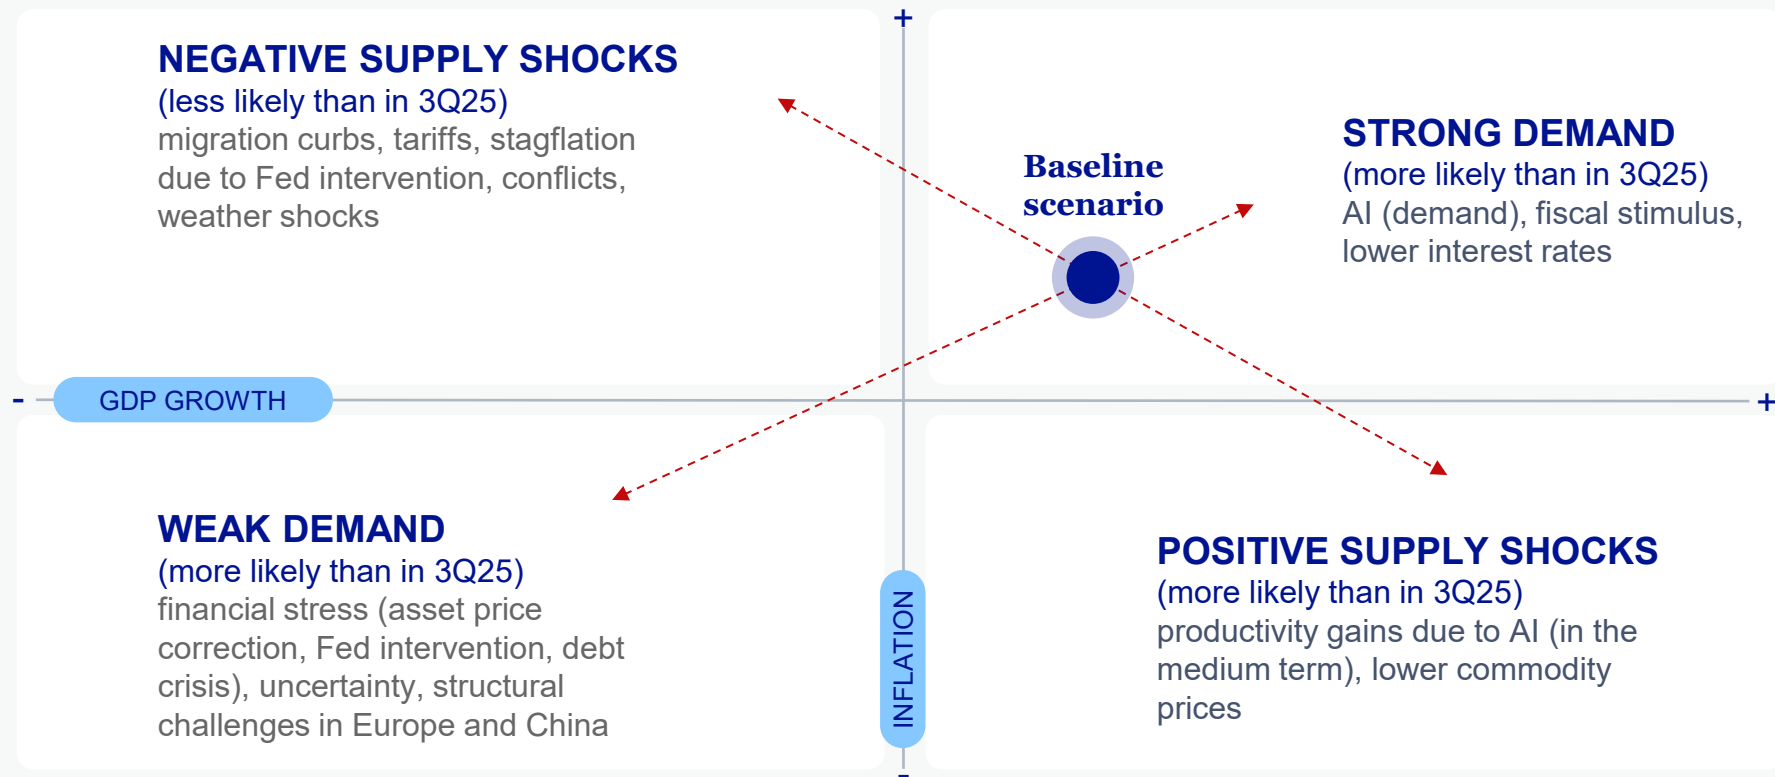 +
NEGATIVE SUPPLY SHOCKS
(less likely than in 3Q25)
migration curbs, tariffs, stagflation
due to Fed intervention, conflicts,
weather shocks
Baseline
scenario
STRONG DEMAND
(more likely than in 3Q25)
AI (demand), fiscal stimulus,
lower interest rates
-
GDP GROWTH
+
WEAK DEMAND
(more likely than in 3Q25)
financial stress (asset price
correction, Fed intervention, debt
crisis), uncertainty, structural
challenges in Europe and China
INFLATION
POSITIVE SUPPLY SHOCKS
(more likely than in 3Q25)
productivity gains due to AI (in the
medium term), lower commodity
prices
-